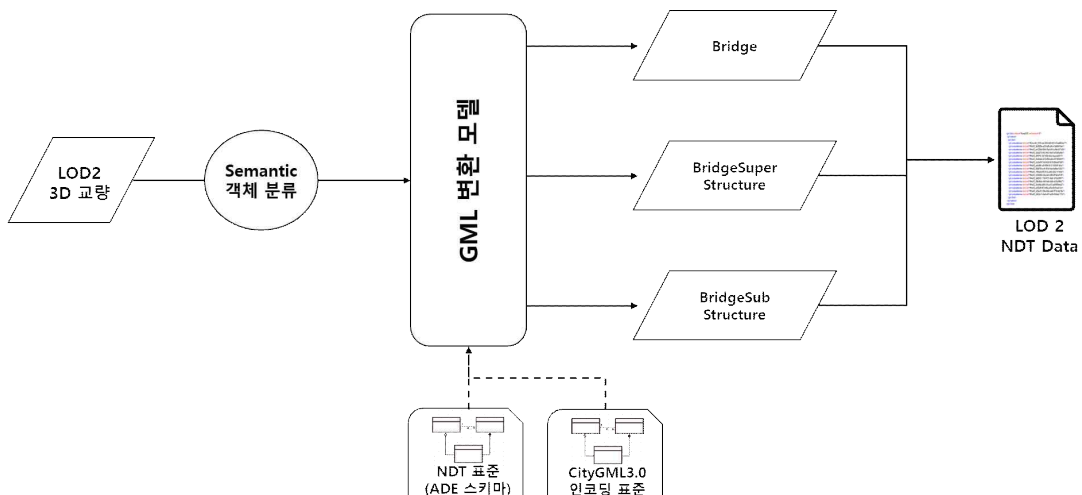 LOD2
3D 교량
Semantic
객체 분류
GML 변환 모델
Bridge
BridgeSuper
Structure
BridgeSub
Structure
LOD 2
NDT Data
NDT 표준
(ADE 스키마)
CityGML3.0
인코딩 표준